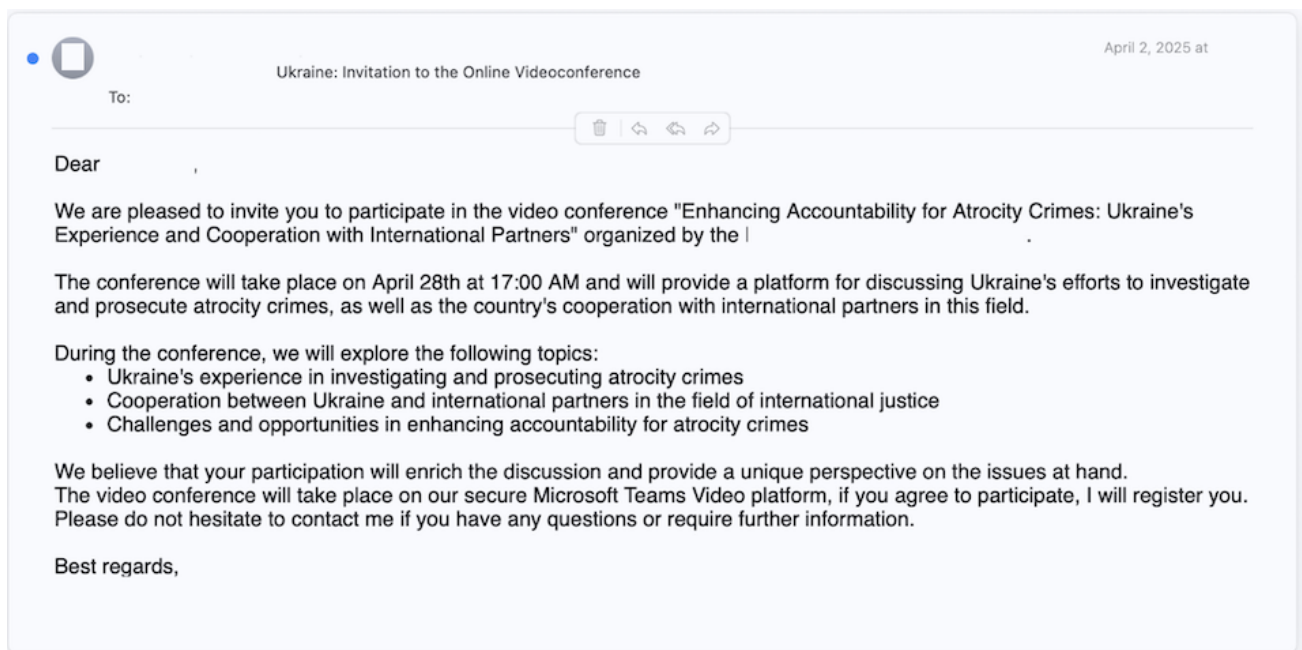 April 2, 2025 at
Ukraine: Invitation to the Online Videoconference
To:
Dear ,
We are pleased to invite you to participate in the video conference "Enhancing Accountability for Atrocity Crimes: Ukraine's
Experience and Cooperation with International Partners" organized by the .
The conference will take place on April 28th at 17:00 AM and will provide a platform for discussing Ukraine's efforts to investigate
and prosecute atrocity crimes, as well as the country's cooperation with international partners in this field.
During the conference, we will explore the following topics:
• Ukraine's experience in investigating and prosecuting atrocity crimes
• Cooperation between Ukraine and international partners in the field of international justice
• Challenges and opportunities in enhancing accountability for atrocity crimes
We believe that your participation will enrich the discussion and provide a unique perspective on the issues at hand.
The video conference will take place on our secure Microsoft Teams Video platform, if you agree to participate, I will register you.
Please do not hesitate to contact me if you have any questions or require further information.
Best regards,